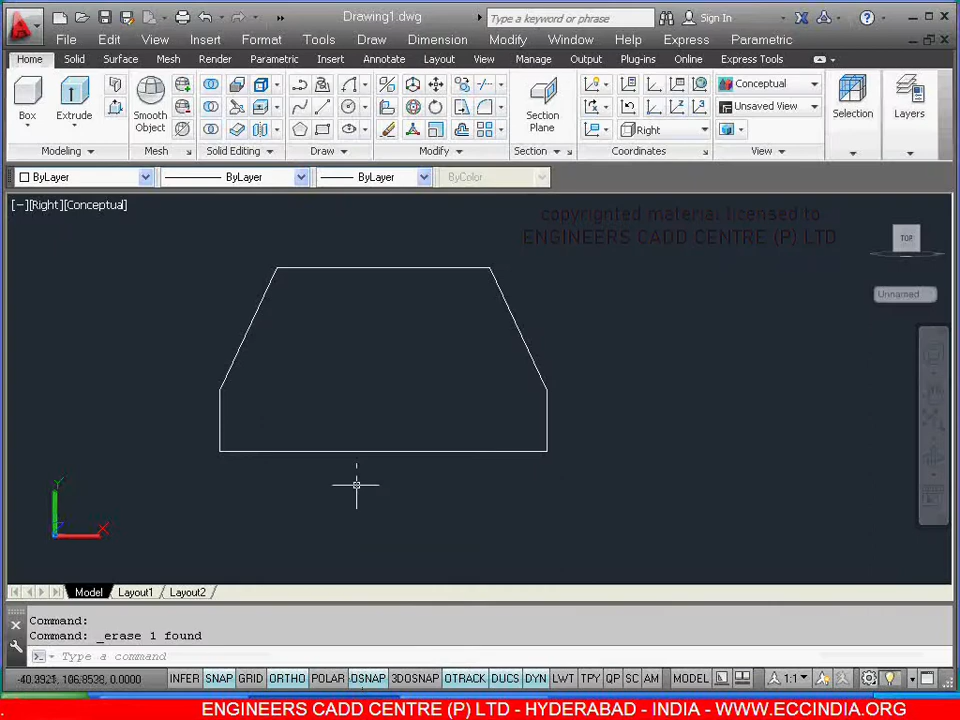 Drawing1.dwg
Type a keyword or phrase
Sign In
File Edit View Insert Format Tools Draw Dimension Modify Window Help Express Parametric
Home Solid Surface Mesh Render Parametric Insert Annotate Layout View Manage Output Plug-ins Online Express Tools
Box
Extrude
Smooth
Object
Section
Plane
Right
Conceptual
Unsaved View
Selection
Layers
Modeling Mesh Solid Editing Draw Modify Section Coordinates View
ByLayer ByLayer ByLayer ByColor
[−][Right][Conceptual]
copyrignted material licensed to
ENGINEERS CADD CENTRE (P) LTD
TOP
Unnamed
Y
X
Model Layout1 Layout2
Command:
Command: _erase 1 found
Type a command
-40.3921, 106.8538, 0.0000 INFER SNAP GRID ORTHO POLAR OSNAP 3DOSNAP OTRACK DUCS DYN LWT TPY QP SC AM MODEL 1:1
ENGINEERS CADD CENTRE (P) LTD - HYDERABAD - INDIA - WWW.ECCINDIA.ORG